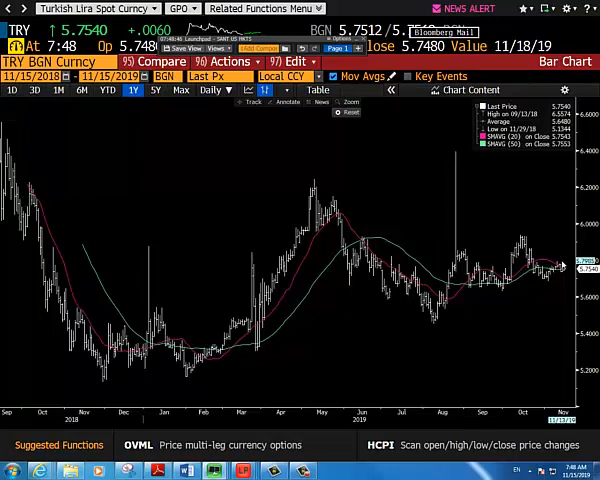 Turkish Lira Spot Curncy GPO Related Functions Menu NEWS ALERT
TRY 5.7540 +.0060 BGN 5.7512
Bloomberg Mail
At 7:48 Op 5.7480 Close 5.7480 Value 11/18/19
Save View Views Page 1
TRY BGN Curncy 95) Compare 96) Actions 97) Edit Bar Chart
11/15/2018 11/15/2019 BGN Last Px Local CCY Mov Avgs Key Events
1D 3D 1M 6M YTD 1Y 5Y Max Daily Table Chart Content
Track Annotate News Zoom
Reset
Last Price 5.7540
High on 09/13/18 6.5574
Average 5.6480
Low on 11/29/18 5.1344
SMAVG (20) on Close 5.7543
SMAVG (50) on Close 5.7553
6.4000
6.2000
6.0000
5.7985
5.7540
5.6000
5.4000
5.2000
Sep Oct Nov Dec Jan Feb Mar Apr May Jun Jul Aug Sep Oct Nov
2018 2019 11/13/19
Suggested Functions OVML Price multi-leg currency options HCPI Scan open/high/low/close price changes
EN 7:48 AM
11/15/2019